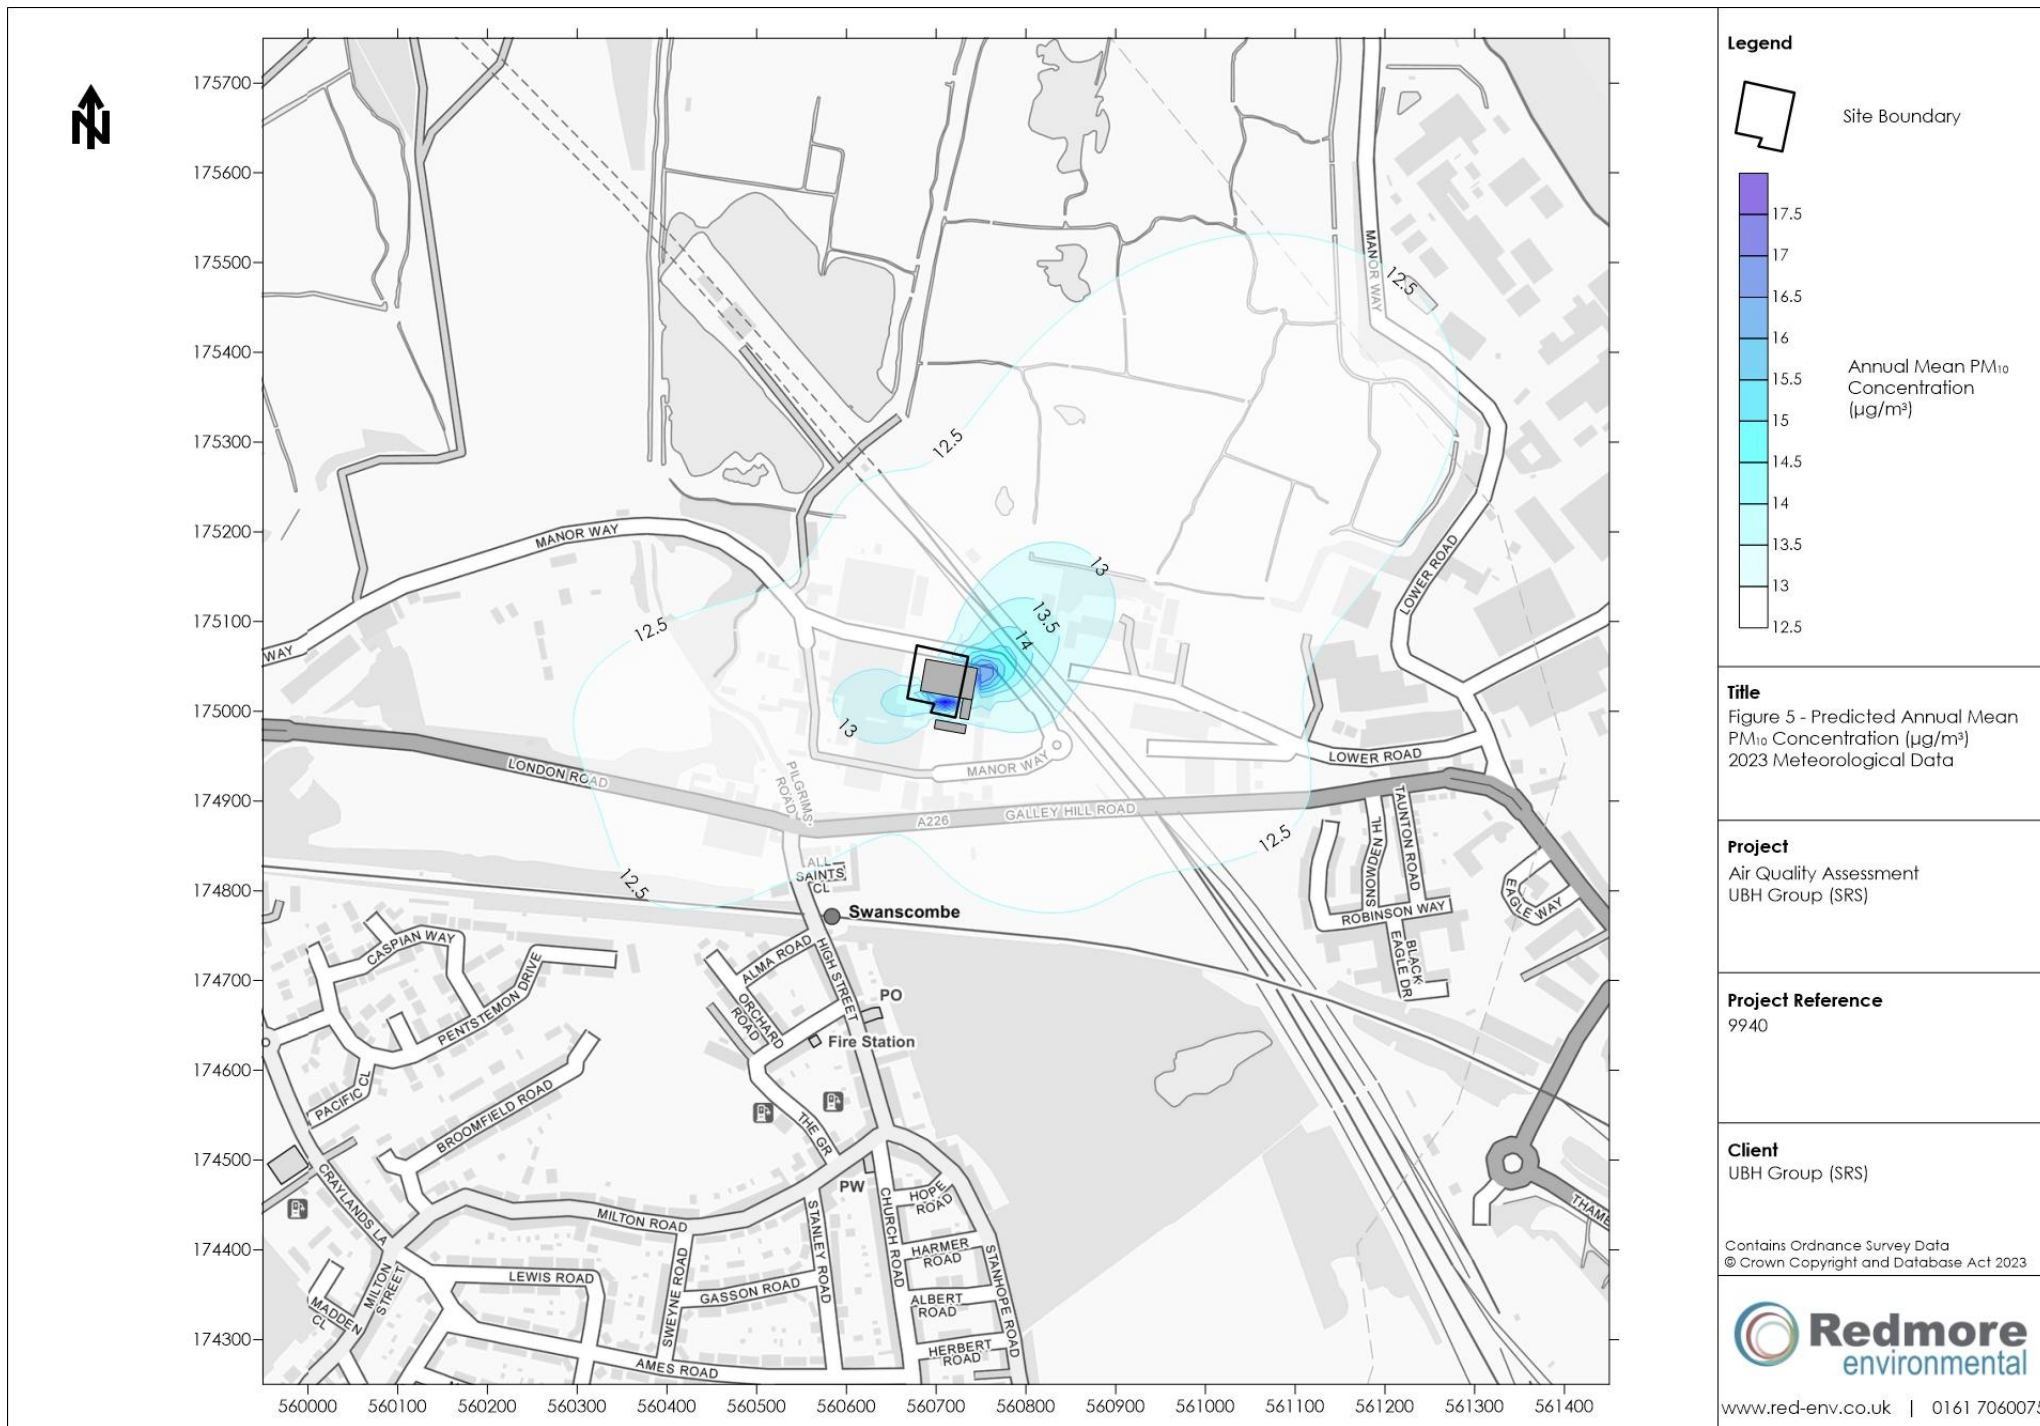 N
175700
175600
175500
175400
175300
175200
175100
175000
174900
174800
174700
174600
174500
174400
174300
560000
560100
560200
560300
560400
560500
560600
560700
560800
560900
561000
561100
561200
561300
561400
MANOR WAY
12.5
12.5
MANOR WAY
13
LOWER ROAD
13.5
12.5
14
WAY
13
LONDON ROAD
PILGRIMS
ROAD
MANOR WAY
LOWER ROAD
A226
GALLEY HILL ROAD
12.5
TAUNTON ROAD
SNOWDEN HL
ALL
SAINTS
CL
12.5
EAGLE WAY
ROBINSON WAY
BLACK
EAGLE DR
Swanscombe
CASPIAN WAY
ALMA ROAD
HIGH STREET
PENTSTEMON DRIVE
ORCHARD
ROAD
PO
Fire Station
PACIFIC CL
BROOMFIELD ROAD
THE GR
CRAYLANDS LA
PW
HOPE
ROAD
THAME
MILTON ROAD
STANLEY ROAD
CHURCH ROAD
HARMER
ROAD
STANHOPE ROAD
LEWIS ROAD
MILTON
STREET
SWEYNE ROAD
GASSON ROAD
ALBERT
ROAD
MADDEN
CL
AMES ROAD
HERBERT
ROAD
Legend
Site Boundary
17.5
17
16.5
16
15.5
15
14.5
14
13.5
13
12.5
Annual Mean PM₁₀
Concentration
(µg/m³)
Title
Figure 5 - Predicted Annual Mean
PM₁₀ Concentration (µg/m³)
2023 Meteorological Data
Project
Air Quality Assessment
UBH Group (SRS)
Project Reference
9940
Client
UBH Group (SRS)
Contains Ordnance Survey Data
© Crown Copyright and Database Act 2023
Redmore
environmental
www.red-env.co.uk | 0161 7060075